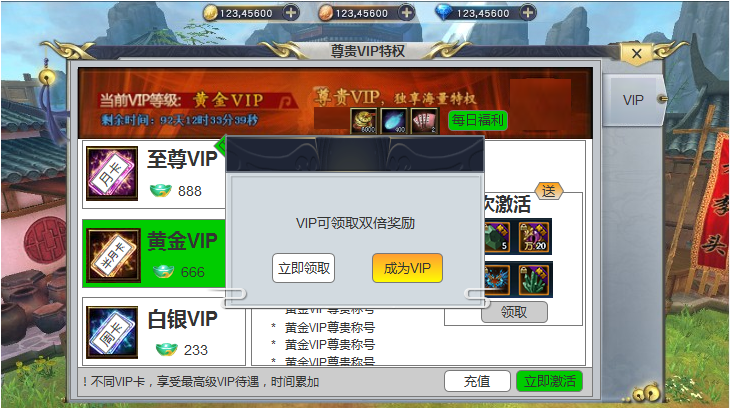 123,45600
123,45600
123,45600
尊贵VIP特权
VIP
当前VIP等级: 黄金VIP
剩余时间：92天12时33分39秒
尊贵VIP，独享海量特权
6000
400
2
每日福利
月卡
至尊VIP
888
半月卡
黄金VIP
666
周卡
白银VIP
233
VIP可领取双倍奖励
立即领取
成为VIP
送
次激活
5
万20
领取
黄金VIP尊贵称号
* 黄金VIP尊贵称号
* 黄金VIP尊贵称号
* 黄金VIP尊贵称号
! 不同VIP卡，享受最高级VIP待遇，时间累加
充值
立即激活
李
头